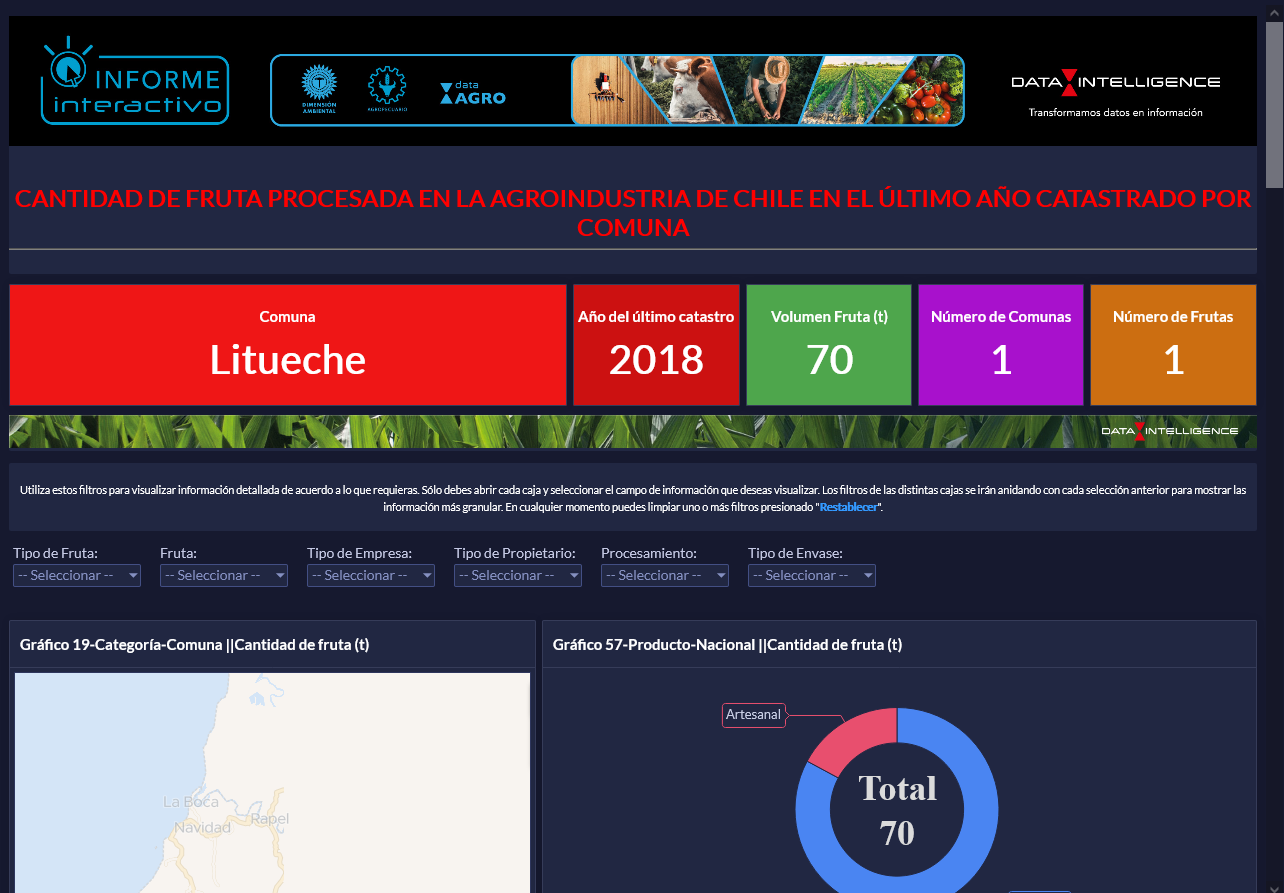 INFORME
interactivo
DIMENSIÓN
AMBIENTAL
AGROPECUARIO
data
AGRO
DATA INTELLIGENCE
Transformamos datos en información
CANTIDAD DE FRUTA PROCESADA EN LA AGROINDUSTRIA DE CHILE EN EL ÚLTIMO AÑO CATASTRADO POR
COMUNA
Comuna
Litueche
Año del último catastro
2018
Volumen Fruta (t)
70
Número de Comunas
1
Número de Frutas
1
DATA INTELLIGENCE
Utiliza estos filtros para visualizar información detallada de acuerdo a lo que requieras. Sólo debes abrir cada caja y seleccionar el campo de información que deseas visualizar. Los filtros de las distintas cajas se irán anidando con cada selección anterior para mostrar las
información más granular. En cualquier momento puedes limpiar uno o más filtros presionado "Restablecer".
Tipo de Fruta: Fruta: Tipo de Empresa: Tipo de Propietario: Procesamiento: Tipo de Envase:
-- Seleccionar -- -- Seleccionar -- -- Seleccionar -- -- Seleccionar -- -- Seleccionar -- -- Seleccionar --
Gráfico 19-Categoría-Comuna ||Cantidad de fruta (t)
La Boca
Navidad
Rapel
Gráfico 57-Producto-Nacional ||Cantidad de fruta (t)
Artesanal
Total
70